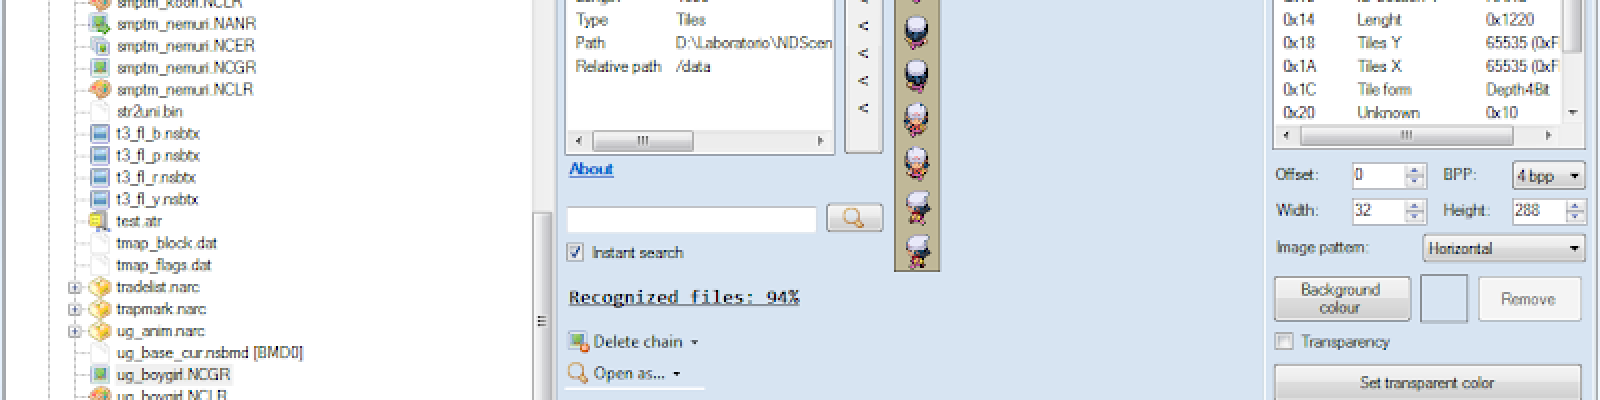 smptm_koori.NCLR
smptm_nemuri.NANR
smptm_nemuri.NCER
smptm_nemuri.NCGR
smptm_nemuri.NCLR
str2uni.bin
t3_fl_b.nsbtx
t3_fl_p.nsbtx
t3_fl_r.nsbtx
t3_fl_y.nsbtx
test.atr
tmap_block.dat
tmap_flags.dat
tradelist.narc
trapmark.narc
ug_anim.narc
ug_base_cur.nsbmd [BMD0]
ug_boygirl.NCGR
ug_boygirl.NCLR
Type Tiles
Path D:\Laboratorio\NDScen
Relative path /data
<
<
<
<
About
Instant search
Recognized files: 94%
Delete chain
Open as...
0x14 Lenght 0x1220
0x18 Tiles Y 65535 (0xF
0x1A Tiles X 65535 (0xF
0x1C Tile form Depth4Bit
0x20 Unknown 0x10
Offset: 0 BPP: 4bpp
Width: 32 Height: 288
Image pattern: Horizontal
Background colour Remove
Transparency
Set transparent color